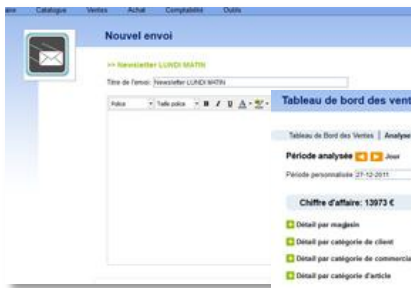 Catalogue Ventes Achat Comptabilité Outils
Nouvel envoi
>> Newsletter LUNDI MATIN
Titre de l'envoi: Newsletter LUNDI MATIN
Police Taille police B I U A
Tableau de bord des vent
Tableau de Bord des Ventes | Analyse
Période analysée Jour
Période personnalisée 27-12-2011
Chiffre d'affaire: 13973 €
Détail par magasin
Détail par catégorie de client
Détail par catégorie de commercia
Détail par catégorie d'article